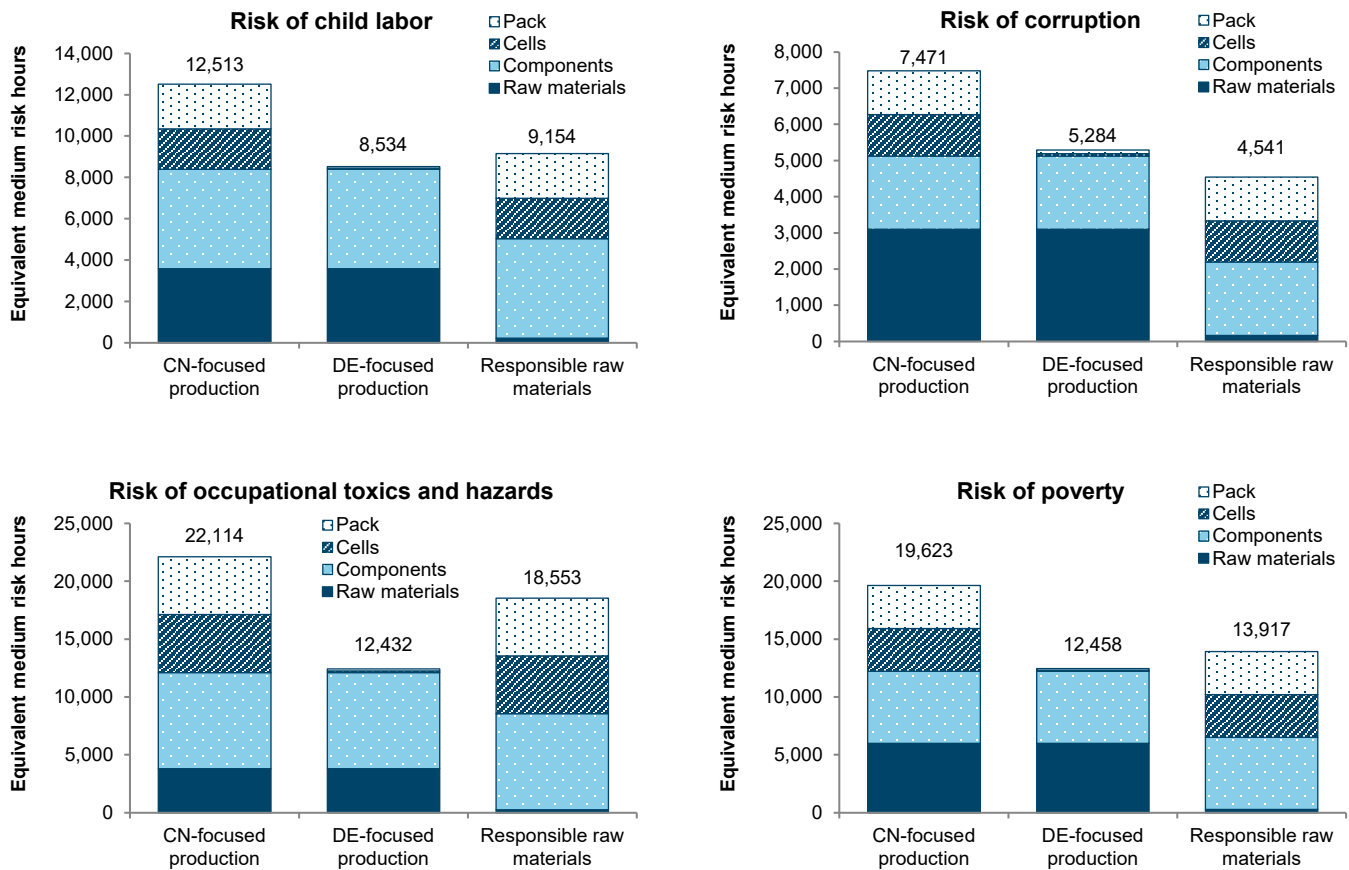 Risk of child labor
Equivalent medium risk hours
14,000
12,000
10,000
8,000
6,000
4,000
2,000
0
12,513
8,534
9,154
Pack
Cells
Components
Raw materials
CN-focused
production
DE-focused
production
Responsible raw
materials
Risk of corruption
Equivalent medium risk hours
8,000
7,000
6,000
5,000
4,000
3,000
2,000
1,000
0
7,471
5,284
4,541
Pack
Cells
Components
Raw materials
CN-focused
production
DE-focused
production
Responsible raw
materials
Risk of occupational toxics and hazards
Equivalent medium risk hours
25,000
20,000
15,000
10,000
5,000
0
22,114
12,432
18,553
Pack
Cells
Components
Raw materials
CN-focused
production
DE-focused
production
Responsible raw
materials
Risk of poverty
Equivalent medium risk hours
25,000
20,000
15,000
10,000
5,000
0
19,623
12,458
13,917
Pack
Cells
Components
Raw materials
CN-focused
production
DE-focused
production
Responsible raw
materials